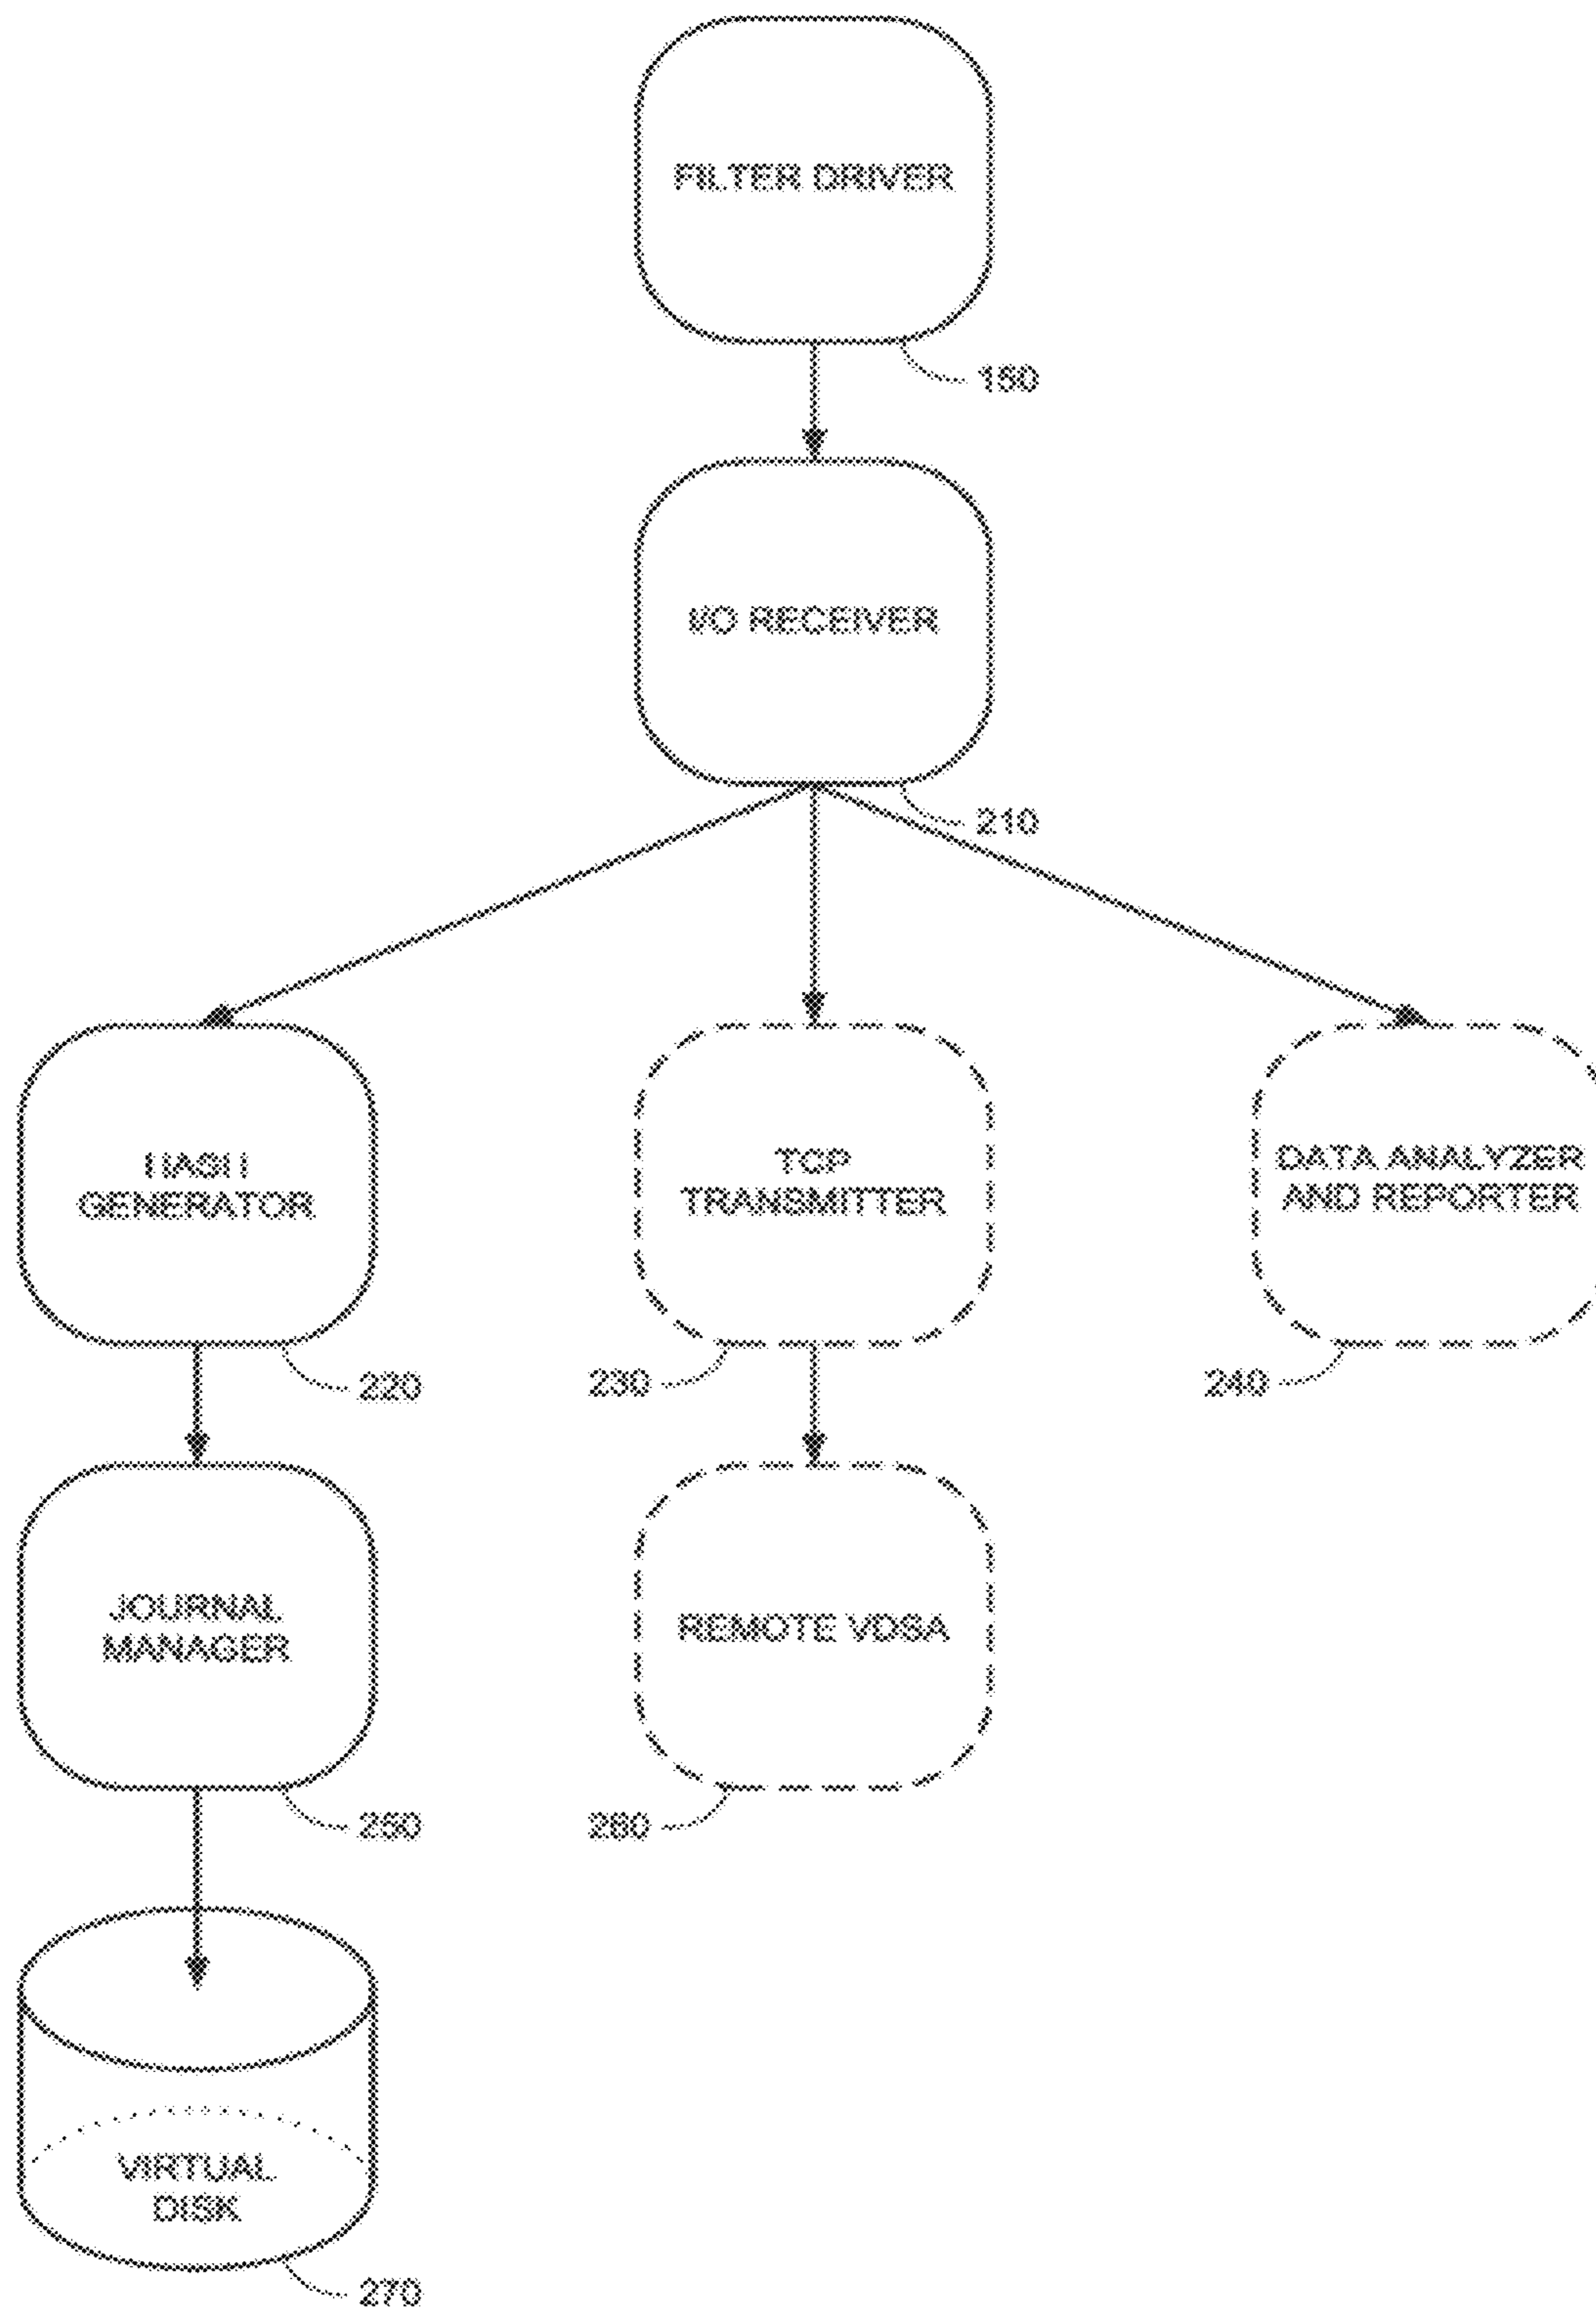 FILTER DRIVER
150
I/O RECEIVER
210
HASH
GENERATOR
220
TCP
TRANSMITTER
230
DATA ANALYZER
AND REPORTER
240
JOURNAL
MANAGER
250
REMOTE VDSA
260
VIRTUAL
DISK
270